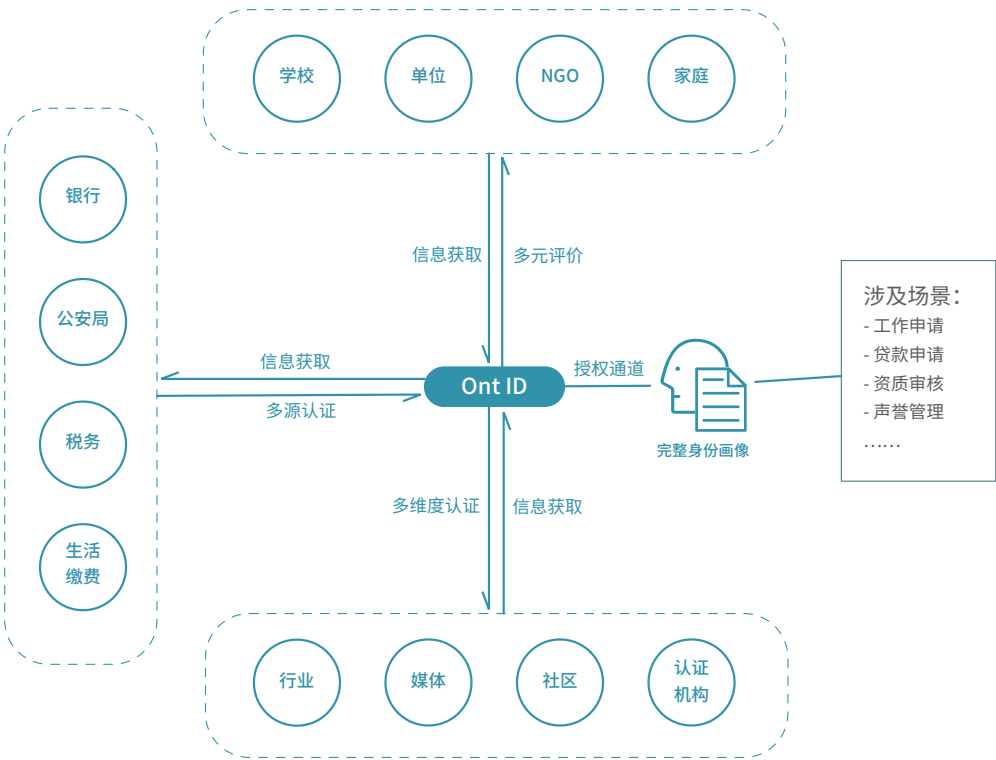 学校
单位
NGO
家庭
银行
公安局
税务
生活
缴费
信息获取
多元评价
信息获取
多源认证
Ont ID
授权通道
完整身份画像
涉及场景：
- 工作申请
- 贷款申请
- 资质审核
- 声誉管理
……
多维度认证
信息获取
行业
媒体
社区
认证
机构